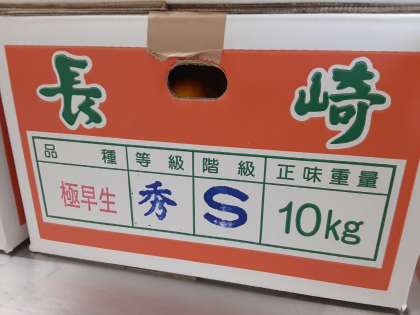 長崎
品種 等級 階級 正味重量
極早生 秀 S 10kg